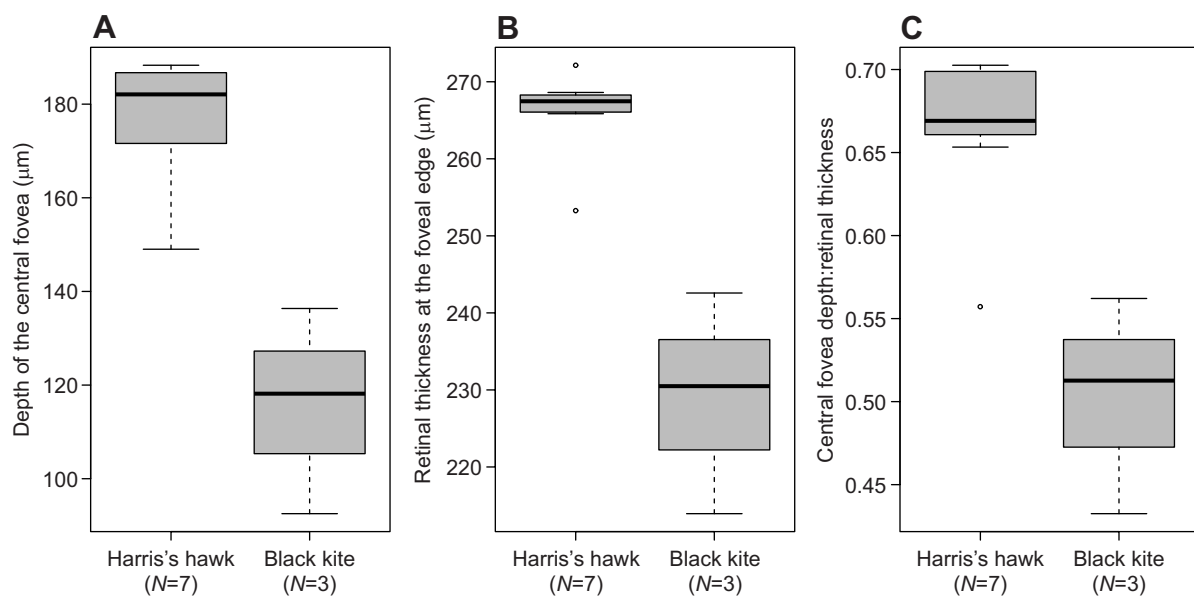 A
Depth of the central fovea (μm)
180
160
140
120
100
Harris's hawk
(N=7)
Black kite
(N=3)
B
Retinal thickness at the foveal edge (μm)
270
260
250
240
230
220
Harris's hawk
(N=7)
Black kite
(N=3)
C
Central fovea depth:retinal thickness
0.70
0.65
0.60
0.55
0.50
0.45
Harris's hawk
(N=7)
Black kite
(N=3)